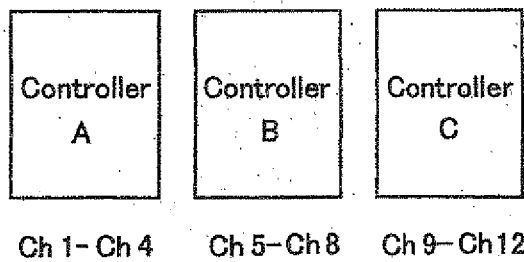 Controller Controller Controller
A B C
Ch 1-Ch 4 Ch 5-Ch 8 Ch 9-Ch 12